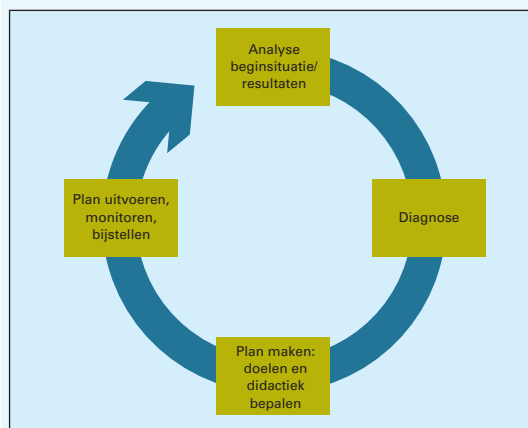 Analyse
beginsituatie/
resultaten
Diagnose
Plan maken:
doelen en
didactiek
bepalen
Plan uitvoeren,
monitoren,
bijstellen